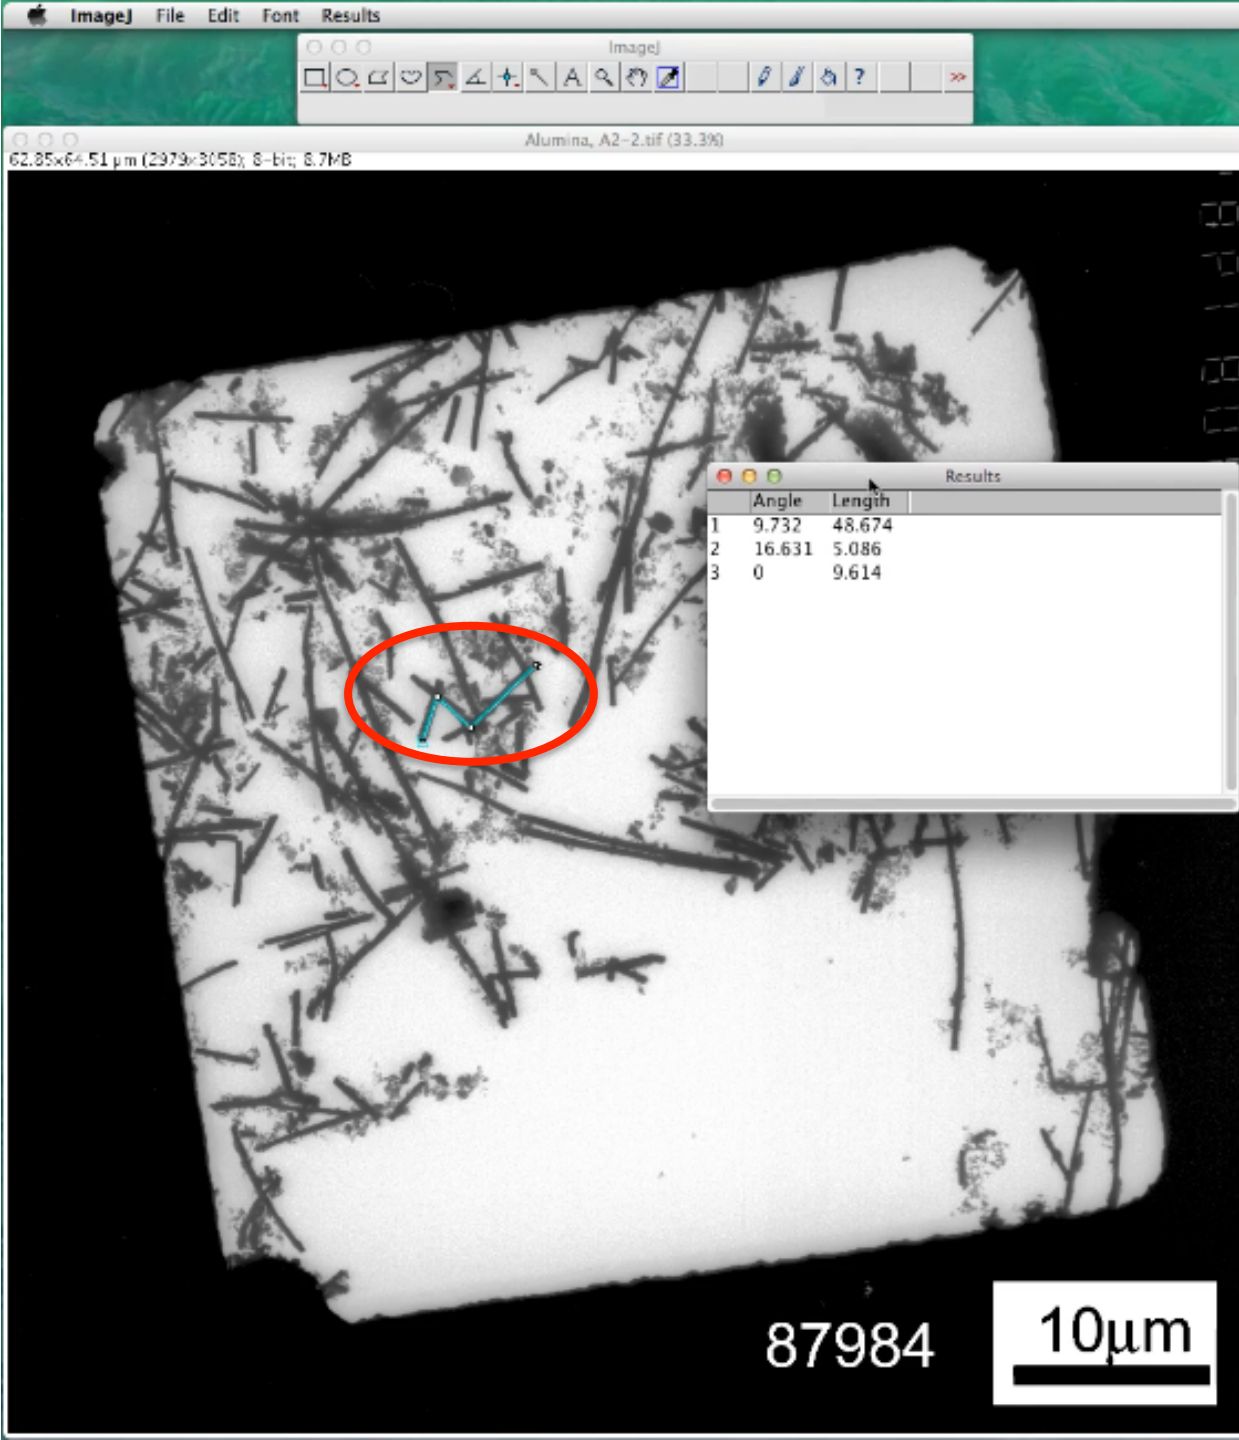 ImageJ File Edit Font Results
ImageJ
A ? >>
Alumina, A2-2.tif (33.3%)
62.85x64.51 µm (2979x3058); 8-bit; 8.7MB
Results
Angle Length
1 9.732 48.674
2 16.631 5.086
3 0 9.614
87984
10µm